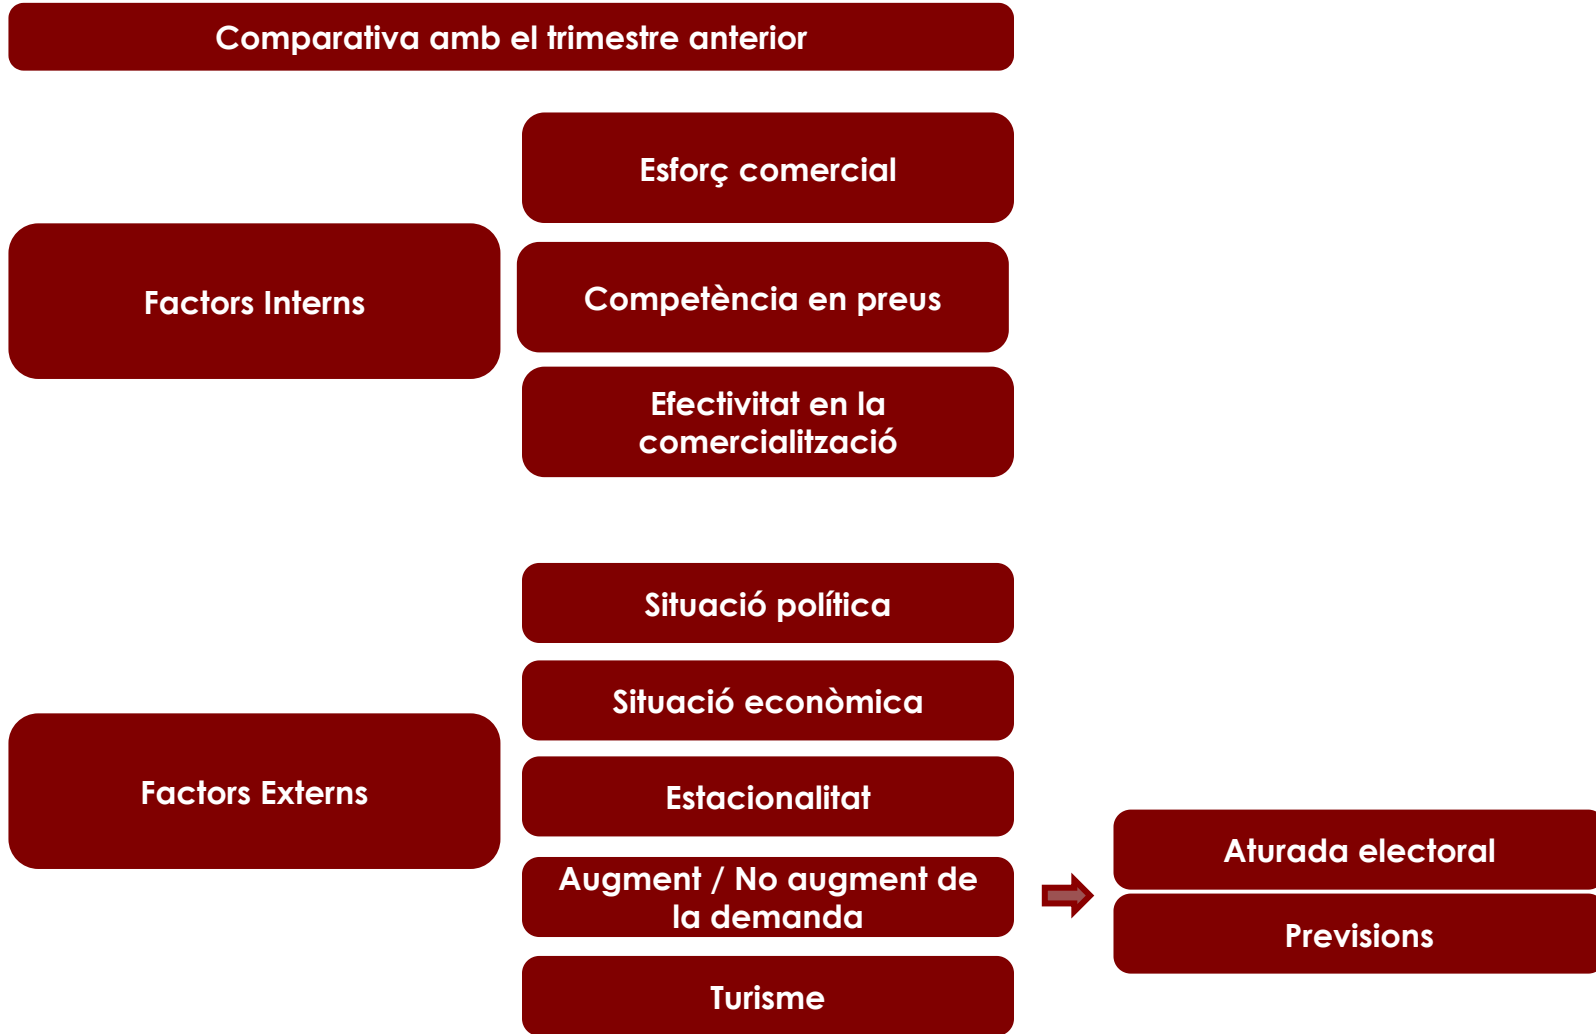 Comparativa amb el trimestre anterior
Factors Interns
Esforç comercial
Competència en preus
Efectivitat en la
comercialització
Factors Externs
Situació política
Situació econòmica
Estacionalitat
Augment / No augment de
la demanda
Turisme
Aturada electoral
Previsions